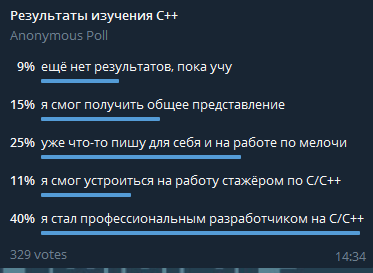 Результаты изучения C++
Anonymous Poll
9% ещё нет результатов, пока учу
15% я смог получить общее представление
25% уже что-то пишу для себя и на работе по мелочи
11% я смог устроиться на работу стажёром по C/C++
40% я стал профессиональным разработчиком на C/C++
329 votes 14:34